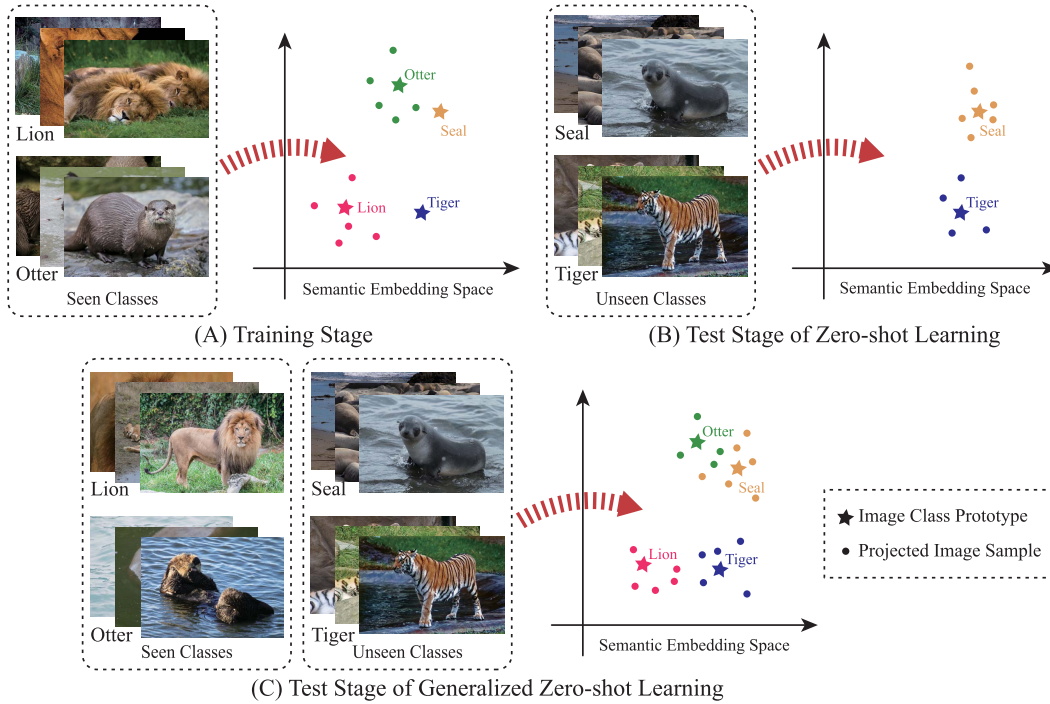 Lion
Otter
Seen Classes
Otter
Seal
Lion
Tiger
Semantic Embedding Space
(A) Training Stage
Seal
Tiger
Unseen Classes
Seal
Tiger
Semantic Embedding Space
(B) Test Stage of Zero-shot Learning
Lion
Otter
Seen Classes
Seal
Tiger
Unseen Classes
Otter
Seal
Lion
Tiger
Semantic Embedding Space
Image Class Prototype
Projected Image Sample
(C) Test Stage of Generalized Zero-shot Learning